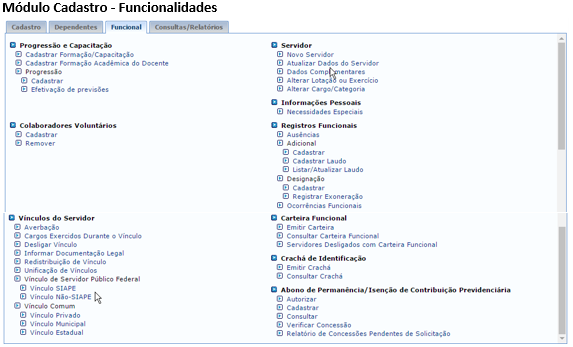 Módulo Cadastro - Funcionalidades
Cadastro Dependentes Funcional Consultas/Relatórios
Progressão e Capacitação
Cadastrar Formação/Capacitação
Cadastrar Formação Acadêmica do Docente
Progressão
Cadastrar
Efetivação de previsões
Colaboradores Voluntários
Cadastrar
Remover
Servidor
Novo Servidor
Atualizar Dados do Servidor
Dados Complementares
Alterar Lotação ou Exercício
Alterar Cargo/Categoria
Informações Pessoais
Necessidades Especiais
Registros Funcionais
Ausências
Adicional
Cadastrar
Cadastrar Laudo
Listar/Atualizar Laudo
Designação
Cadastrar
Registrar Exoneração
Ocorrências Funcionais
Vínculos do Servidor
Averbação
Cargos Exercidos Durante o Vínculo
Desligar Vínculo
Informar Documentação Legal
Redistribuição de Vínculo
Unificação de Vínculos
Vínculo de Servidor Público Federal
Vínculo SIAPE
Vínculo Não-SIAPE
Vínculo Comum
Vínculo Privado
Vínculo Municipal
Vínculo Estadual
Carteira Funcional
Emitir Carteira
Consultar Carteira Funcional
Servidores Desligados com Carteira Funcional
Crachá de Identificação
Emitir Crachá
Consultar Crachá
Abono de Permanência/Isenção de Contribuição Previdenciária
Autorizar
Cadastrar
Consultar
Verificar Concessão
Relatório de Concessões Pendentes de Solicitação